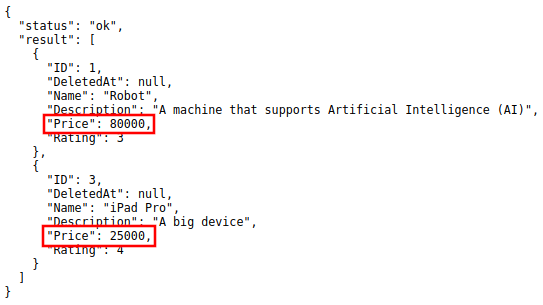 {
  "status": "ok",
  "result": [
    {
      "ID": 1,
      "DeletedAt": null,
      "Name": "Robot",
      "Description": "A machine that supports Artificial Intelligence (AI)",
      "Price": 80000,
      "Rating": 3
    },
    {
      "ID": 3,
      "DeletedAt": null,
      "Name": "iPad Pro",
      "Description": "A big device",
      "Price": 25000,
      "Rating": 4
    }
  ]
}